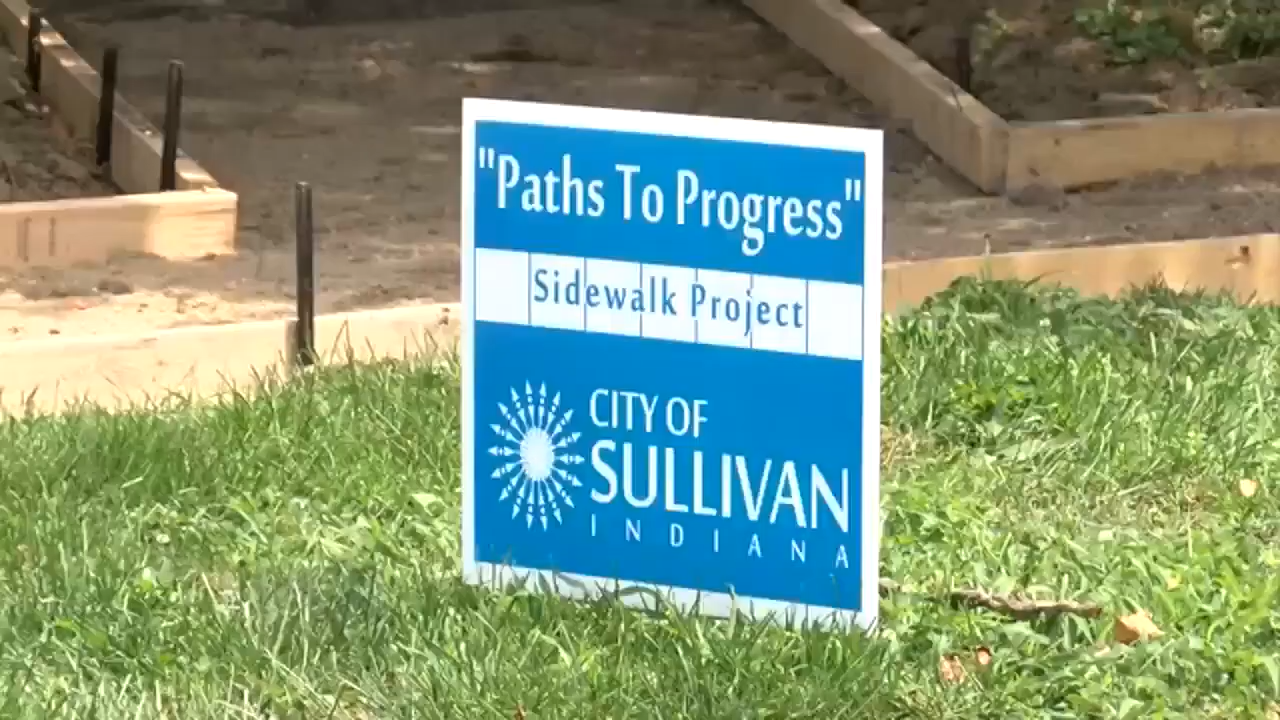 "Paths To Progress"
Sidewalk Project
CITY OF
SULLIVAN
INDIANA